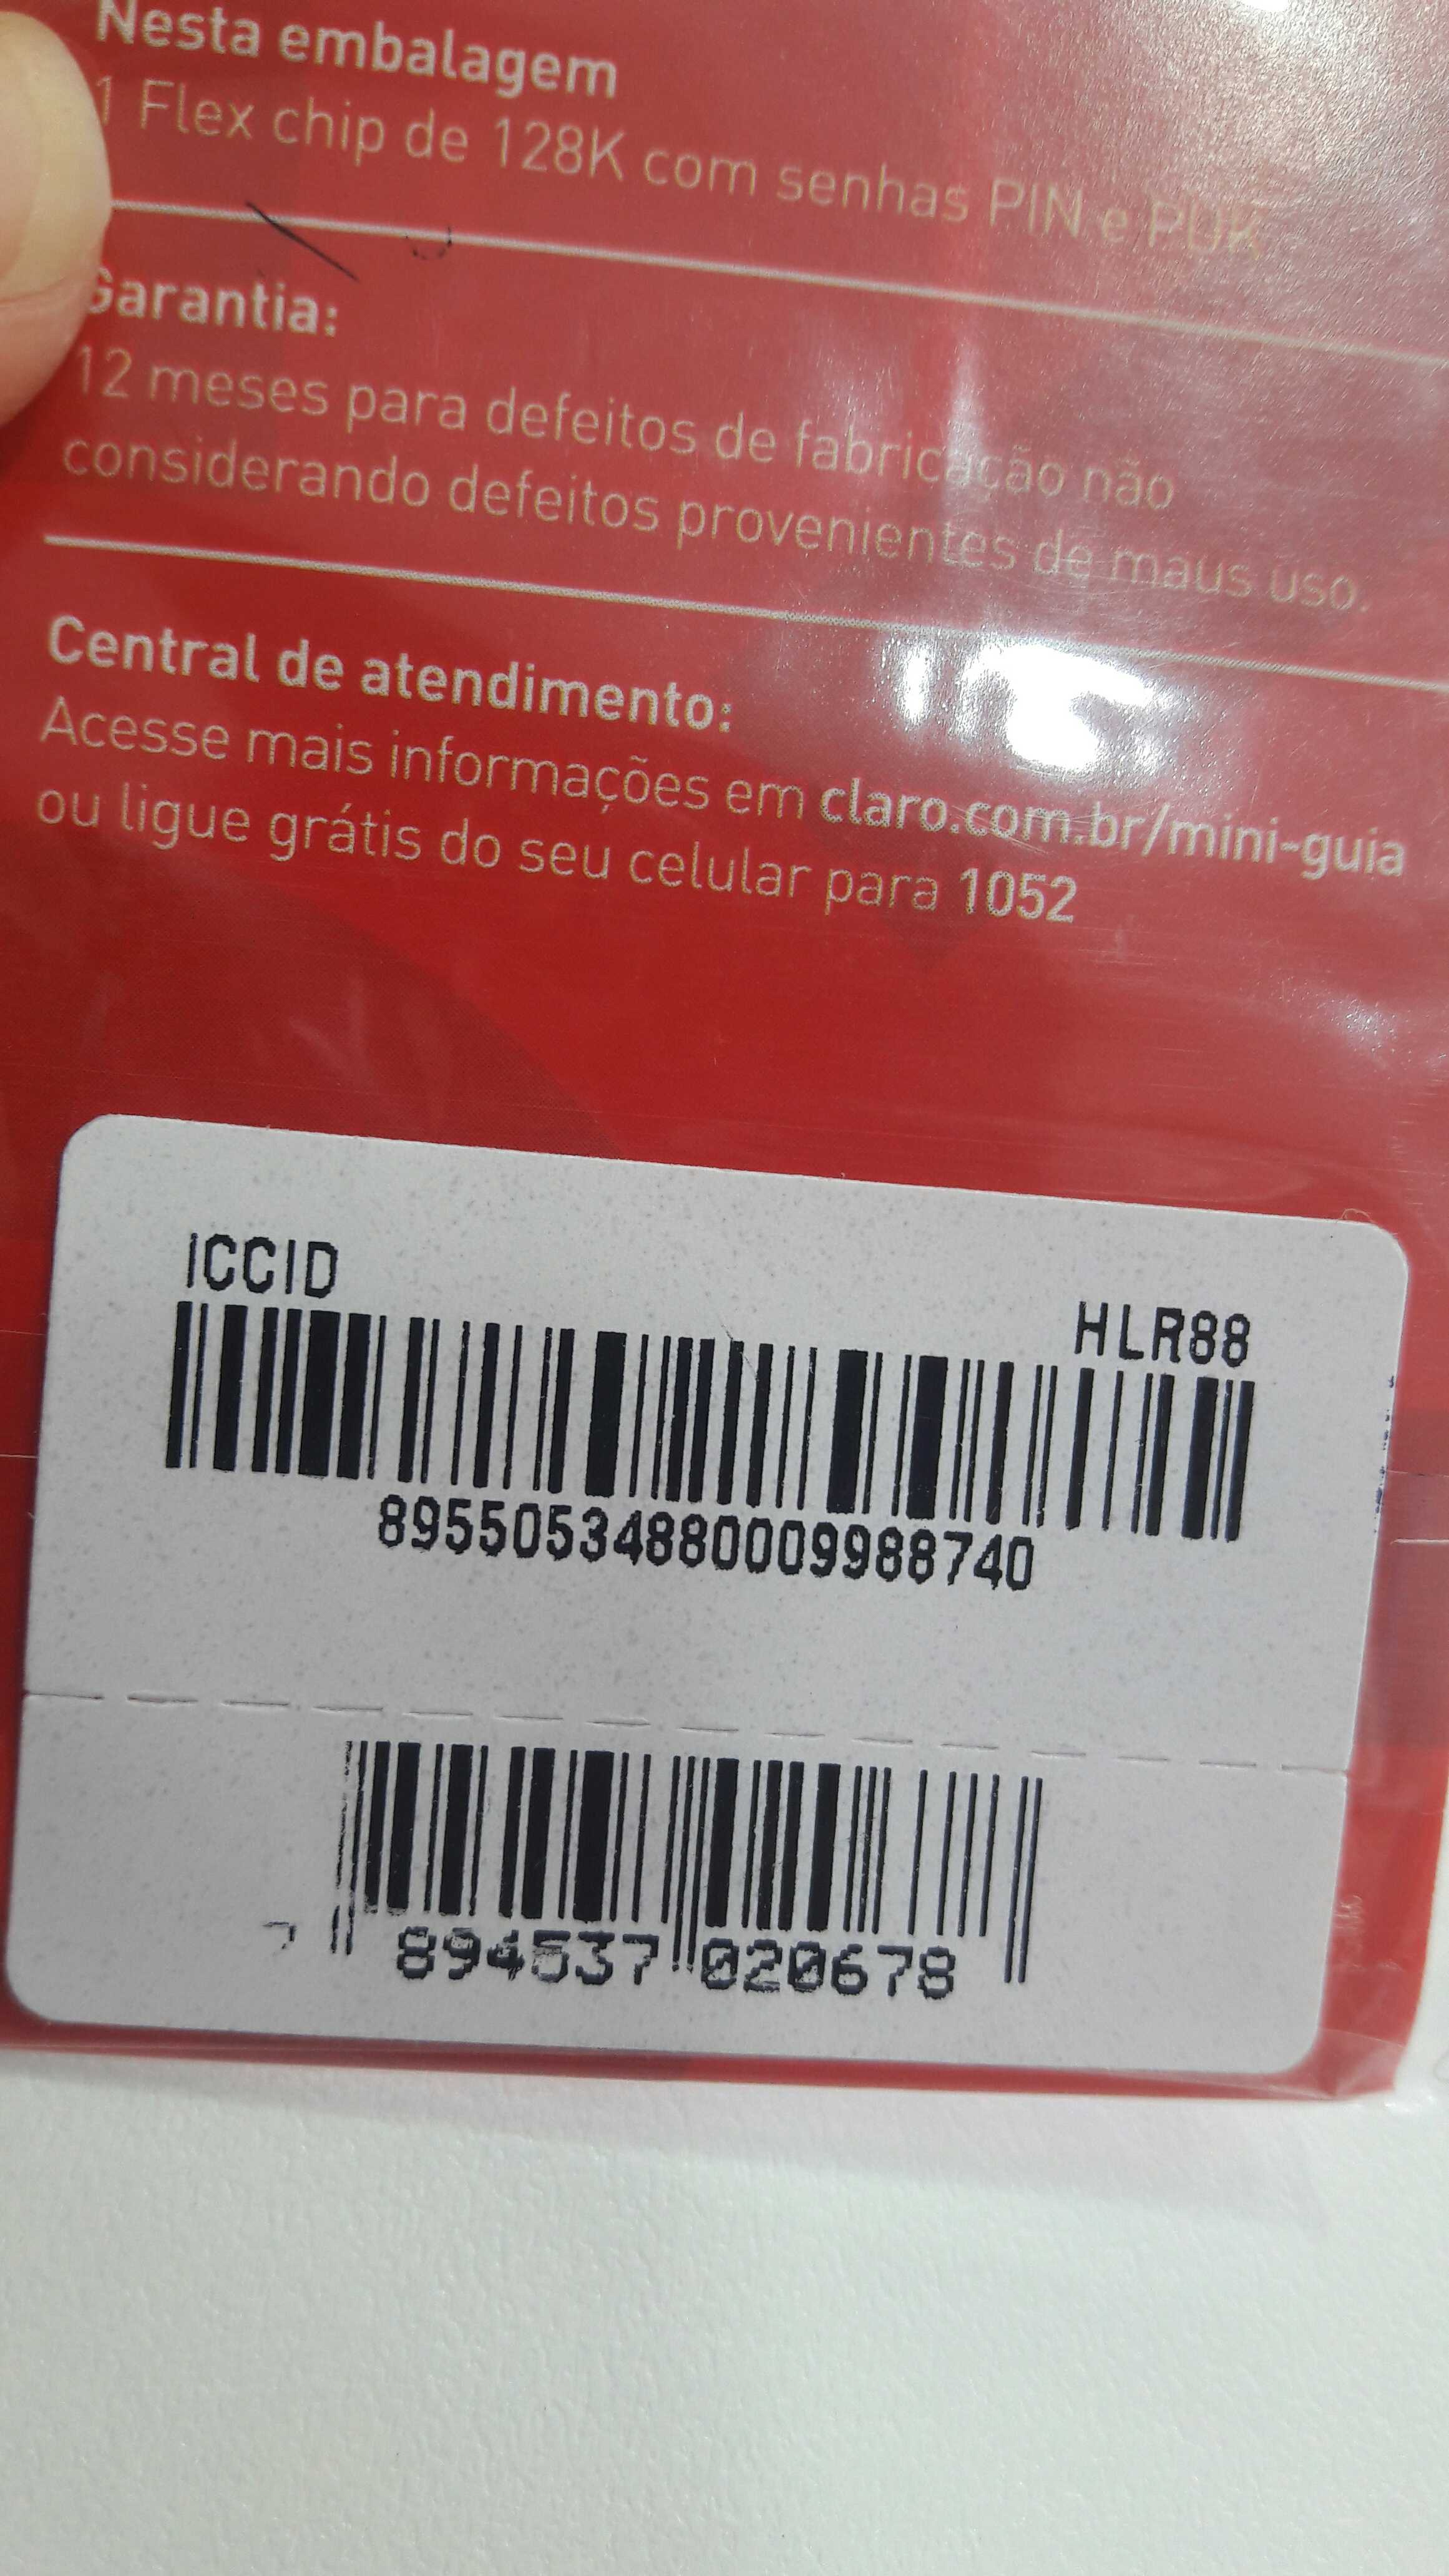 Nesta embalagem
1 Flex chip de 128K com senhas PIN e PUK
Garantia:
12 meses para defeitos de fabricação não
considerando defeitos provenientes de maus uso.
Central de atendimento:
Acesse mais informações em claro.com.br/mini-guia
ou ligue grátis do seu celular para 1052
ICCID
HLR88
89550534880009988740
7 894537 020678